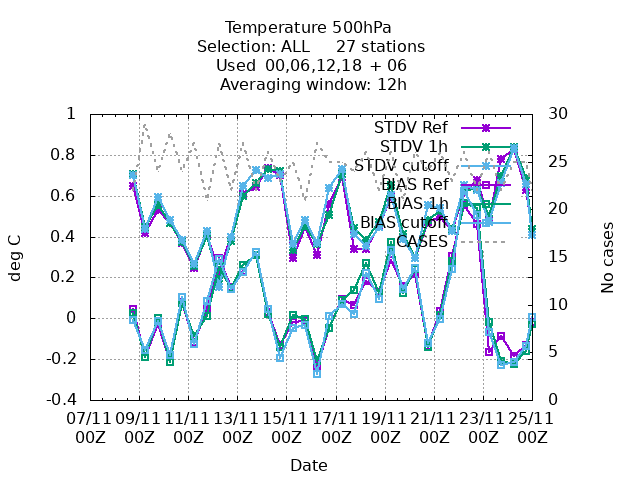 Temperature 500hPa
Selection: ALL 27 stations
Used 00,06,12,18 + 06
Averaging window: 12h
1
0.8
0.6
0.4
0.2
0
-0.2
-0.4
deg C
30
25
20
15
10
5
0
No cases
STDV Ref
STDV 1h
STDV cutoff
BIAS Ref
BIAS 1h
BIAS cutoff
CASES
07/11 09/11 11/11 13/11 15/11 17/11 19/11 21/11 23/11 25/11
00Z 00Z 00Z 00Z 00Z 00Z 00Z 00Z 00Z 00Z
Date